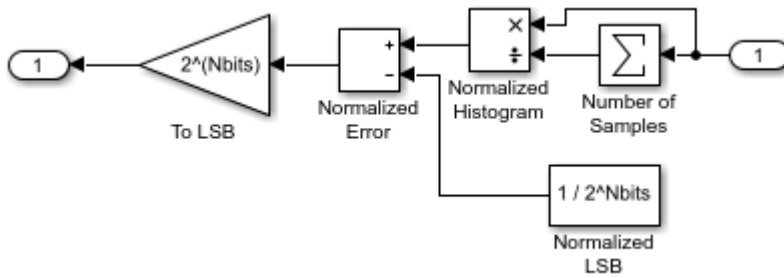 1
2^(Nbits)
To LSB
+
−
Normalized
Error
×
÷
Normalized
Histogram
∑
Number of
Samples
1
1 / 2^Nbits
Normalized
LSB